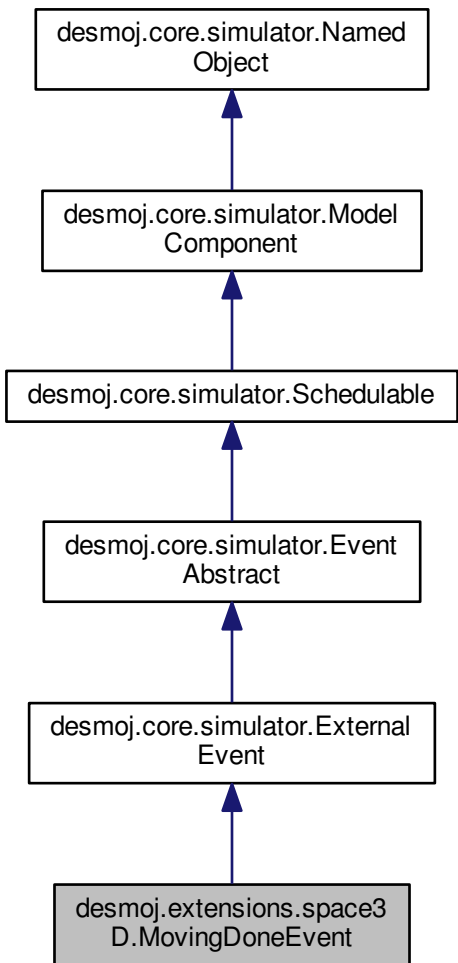 desmoj.core.simulator.Named
Object
desmoj.core.simulator.Model
Component
desmoj.core.simulator.Schedulable
desmoj.core.simulator.Event
Abstract
desmoj.core.simulator.External
Event
desmoj.extensions.space3
D.MovingDoneEvent